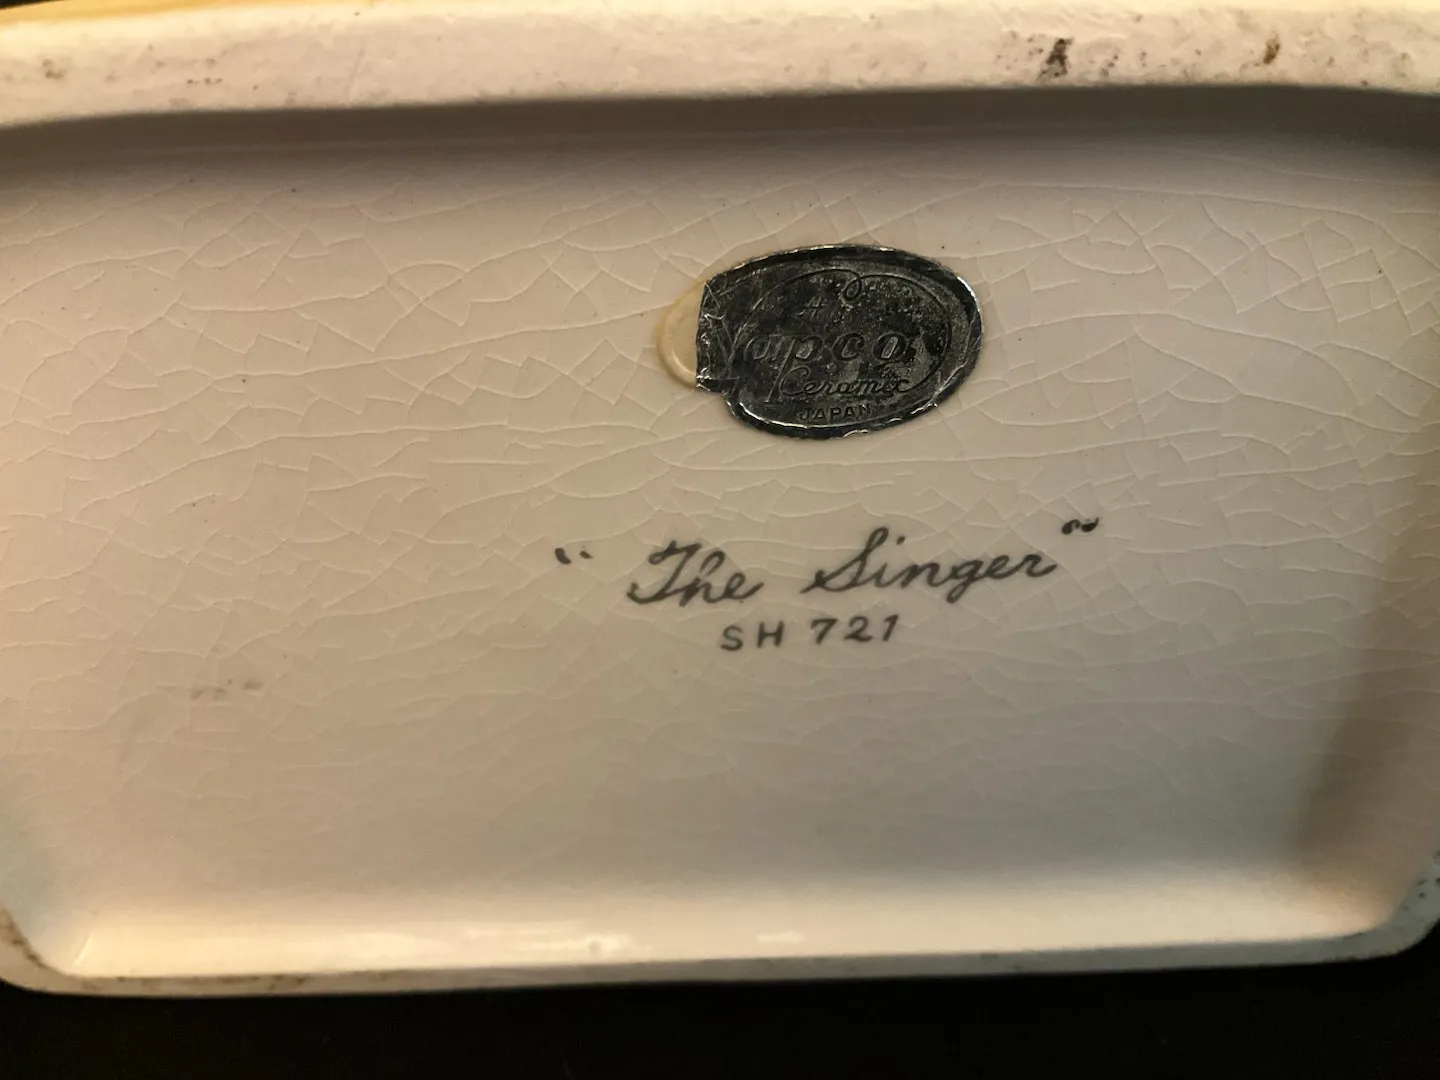 A
Napco
Ceramic
JAPAN
“ The Singer ”
SH 721